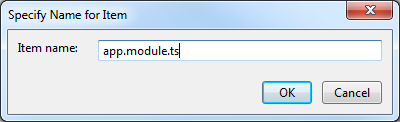 Specify Name for Item
Item name: app.module.ts
OK Cancel